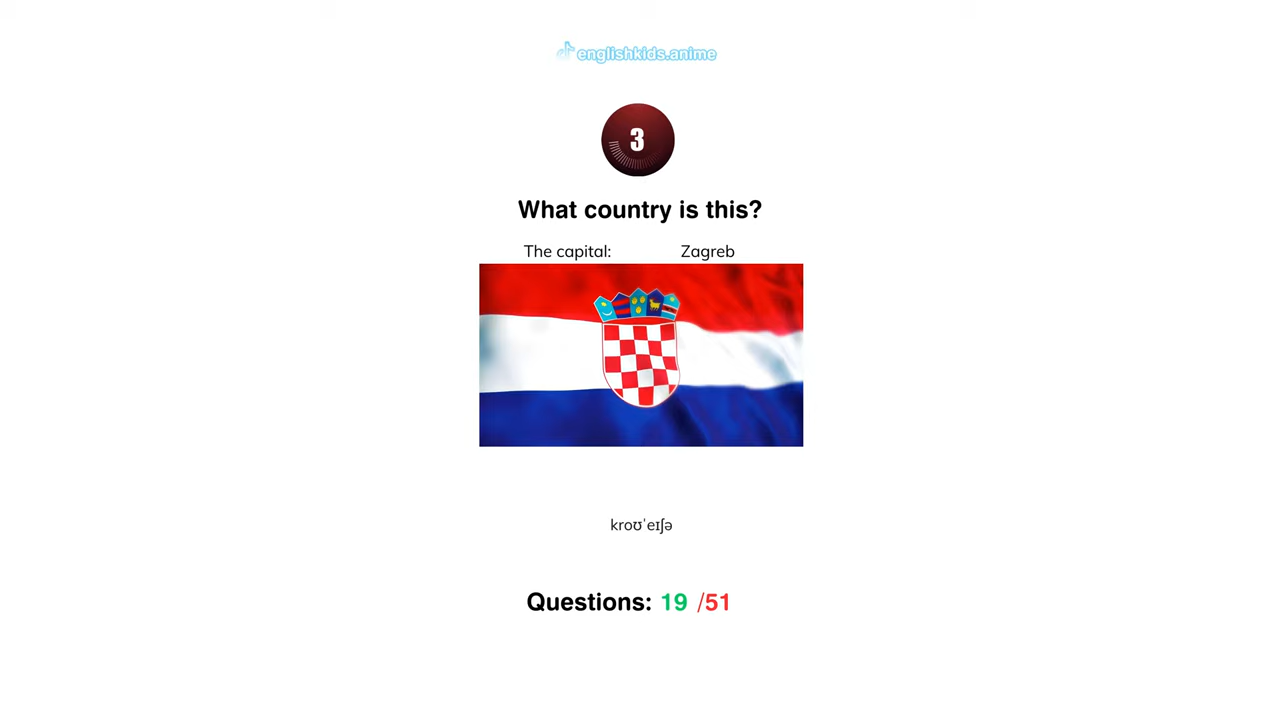 englishkids.anime
3
What country is this?
The capital: Zagreb
kroʊˈeɪʃə
Questions: 19 /51